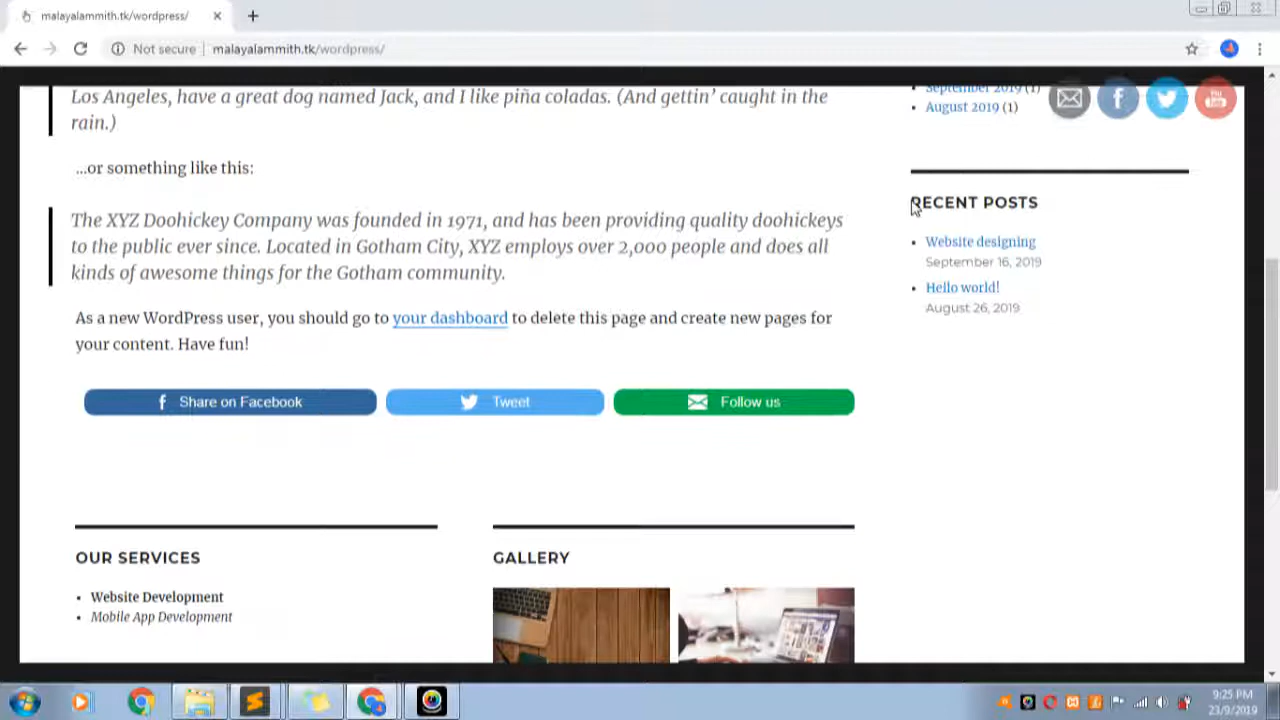 malayalammith.tk/wordpress/
Not secure
malayalammith.tk/wordpress/
Los Angeles, have a great dog named Jack, and I like piña coladas. (And gettin’ caught in the
rain.)
…or something like this:
The XYZ Doohickey Company was founded in 1971, and has been providing quality doohickeys
to the public ever since. Located in Gotham City, XYZ employs over 2,000 people and does all
kinds of awesome things for the Gotham community.
As a new WordPress user, you should go to your dashboard to delete this page and create new pages for
your content. Have fun!
Share on Facebook
Tweet
Follow us
September 2019 (1)
August 2019 (1)
RECENT POSTS
Website designing
September 16, 2019
Hello world!
August 26, 2019
OUR SERVICES
Website Development
Mobile App Development
GALLERY
9:25 PM
23/9/2019